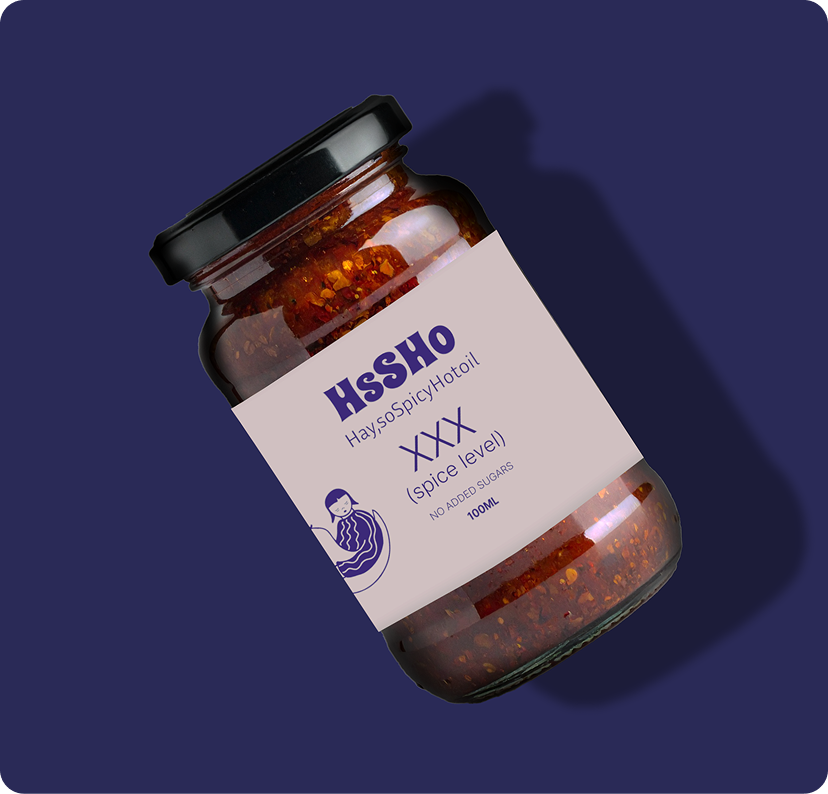 HsSHo
Hay,soSpicyHotoil
XXX
(spice level)
NO ADDED SUGARS
100ML